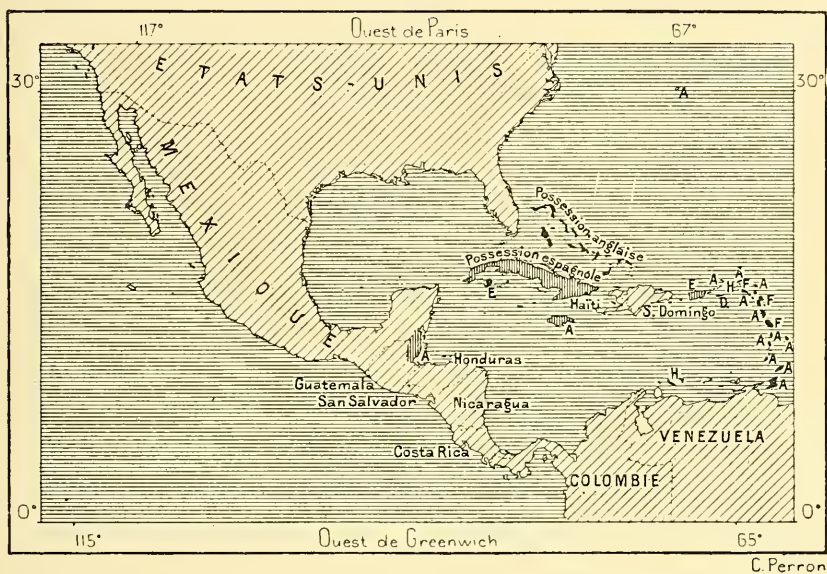 117° Ouest de Paris 67°
30° ETATS-UNIS A 30°
MEXIQUE
Possession anglaise
Possession espagnole
E
Haïti
S. Domingo
A
E A H A F
D. A A F
A F
A A
A A
A A
H.
A
Honduras
Guatemala
San Salvador
Nicaragua
Costa Rica
VENEZUELA
COLOMBIE
0° 0°
115° Ouest de Greenwich 65°
C. Perron